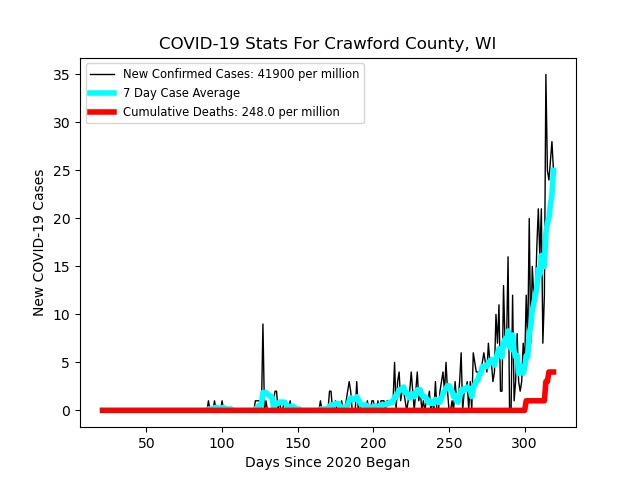 COVID-19 Stats For Crawford County, WI
New Confirmed Cases: 41900 per million
7 Day Case Average
Cumulative Deaths: 248.0 per million
New COVID-19 Cases
35
30
25
20
15
10
5
0
50 100 150 200 250 300
Days Since 2020 Began